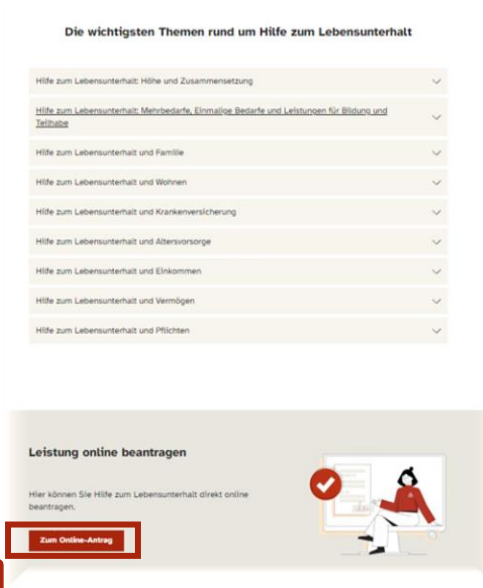 Die wichtigsten Themen rund um Hilfe zum Lebensunterhalt
Hilfe zum Lebensunterhalt: Höhe und Zusammensetzung
Hilfe zum Lebensunterhalt: Mehrbedarfe, Einmalige Bedarfe und Leistungen für Bildung und
Teilhabe
Hilfe zum Lebensunterhalt und Familie
Hilfe zum Lebensunterhalt und Wohnen
Hilfe zum Lebensunterhalt und Krankenversicherung
Hilfe zum Lebensunterhalt und Altersvorsorge
Hilfe zum Lebensunterhalt und Einkommen
Hilfe zum Lebensunterhalt und Vermögen
Hilfe zum Lebensunterhalt und Pflichten
Leistung online beantragen
Hier können Sie Hilfe zum Lebensunterhalt direkt online
beantragen.
Zum Online-Antrag